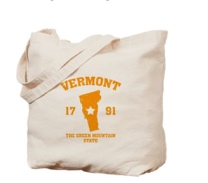 VERMONT
17 91
THE GREEN MOUNTAIN
STATE